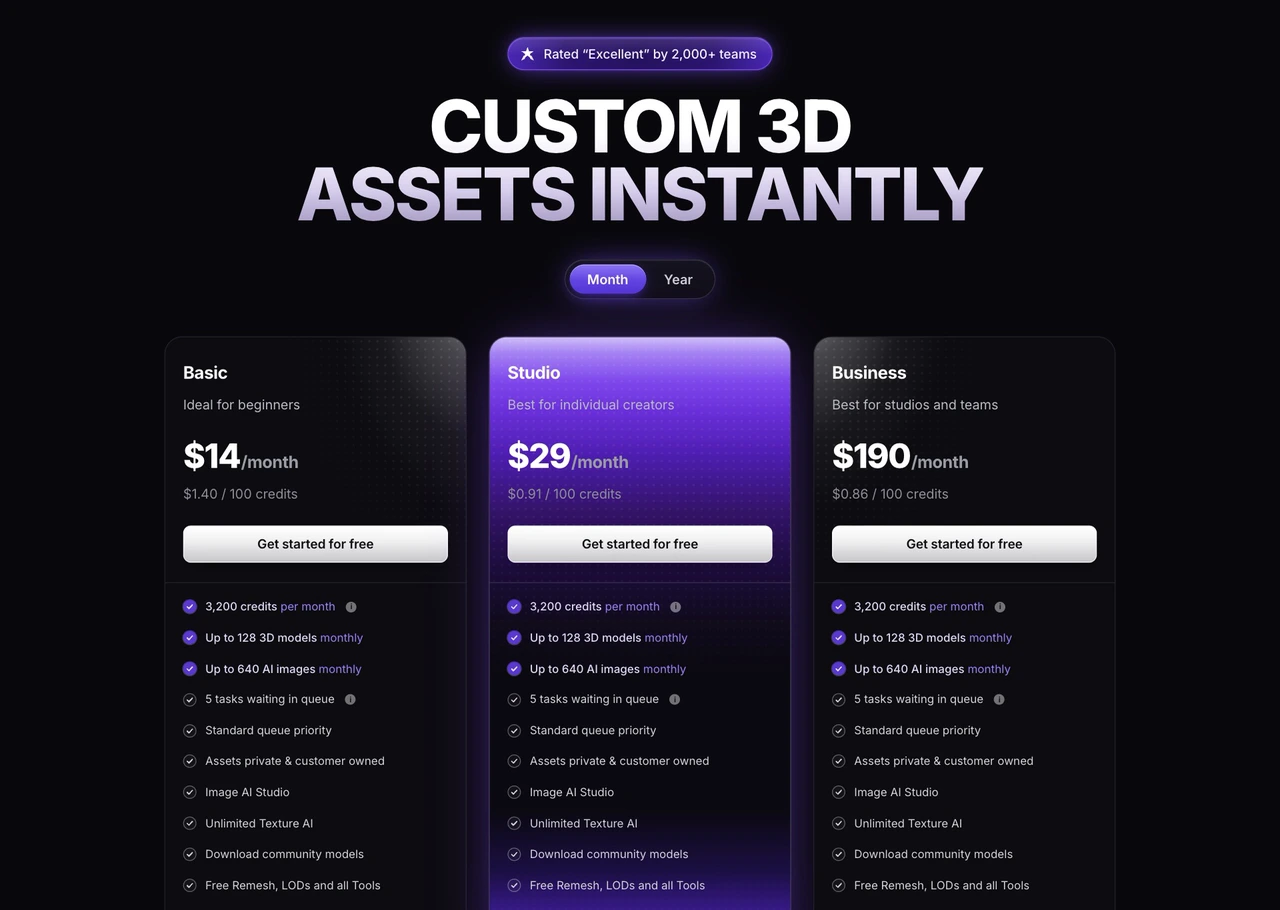 Rated “Excellent” by 2,000+ teams
CUSTOM 3D
ASSETS INSTANTLY
Month Year
Basic
Ideal for beginners
$14/month
$1.40 / 100 credits
Get started for free
3,200 credits per month
Up to 128 3D models monthly
Up to 640 AI images monthly
5 tasks waiting in queue
Standard queue priority
Assets private & customer owned
Image AI Studio
Unlimited Texture AI
Download community models
Free Remesh, LODs and all Tools
Studio
Best for individual creators
$29/month
$0.91 / 100 credits
Get started for free
3,200 credits per month
Up to 128 3D models monthly
Up to 640 AI images monthly
5 tasks waiting in queue
Standard queue priority
Assets private & customer owned
Image AI Studio
Unlimited Texture AI
Download community models
Free Remesh, LODs and all Tools
Business
Best for studios and teams
$190/month
$0.86 / 100 credits
Get started for free
3,200 credits per month
Up to 128 3D models monthly
Up to 640 AI images monthly
5 tasks waiting in queue
Standard queue priority
Assets private & customer owned
Image AI Studio
Unlimited Texture AI
Download community models
Free Remesh, LODs and all Tools